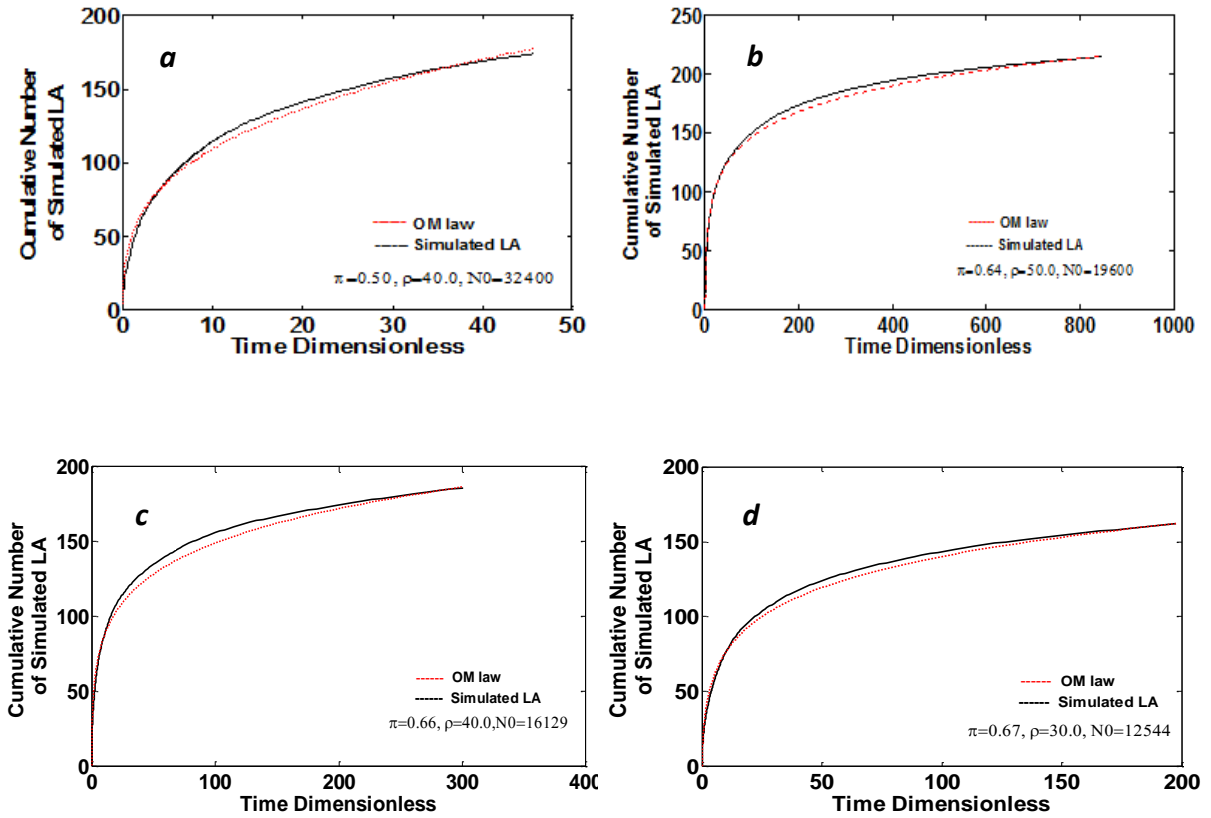 200
150
100
50
0
Cumulative Number
of Simulated LA
a
OM law
Simulated LA
π=0.50, ρ=40.0, N0=32400
0 10 20 30 40 50
Time Dimensionless
250
200
150
100
50
0
Cumulative Number
of Simulated LA
b
OM law
Simulated LA
π=0.64, ρ=50.0, N0=19600
0 200 400 600 800 1000
Time Dimensionless
200
150
100
50
0
Cumulative Number
of Simulated LA
c
OM law
Simulated LA
π=0.66, ρ=40.0,N0=16129
0 100 200 300 400
Time Dimensionless
200
150
100
50
0
Cumulative Number
of Simulated LA
d
OM law
Simulated LA
π=0.67, ρ=30.0, N0=12544
0 50 100 150 200
Time Dimensionless